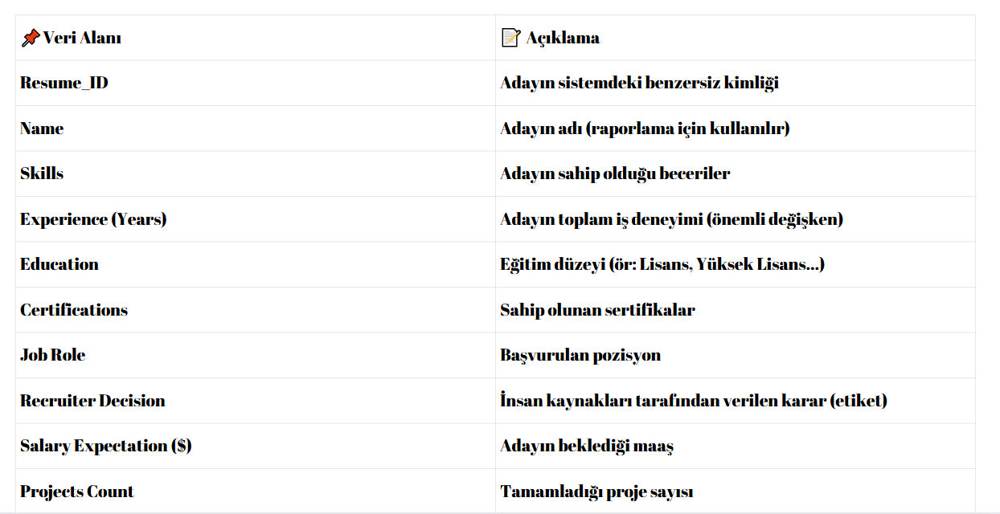 📌 Veri Alanı
📝 Açıklama
Resume_ID
Adayın sistemdeki benzersiz kimliği
Name
Adayın adı (raporlama için kullanılır)
Skills
Adayın sahip olduğu beceriler
Experience (Years)
Adayın toplam iş deneyimi (önemli değişken)
Education
Eğitim düzeyi (ör: Lisans, Yüksek Lisans...)
Certifications
Sahip olunan sertifikalar
Job Role
Başvurulan pozisyon
Recruiter Decision
İnsan kaynakları tarafından verilen karar (etiket)
Salary Expectation ($)
Adayın beklediği maaş
Projects Count
Tamamladığı proje sayısı